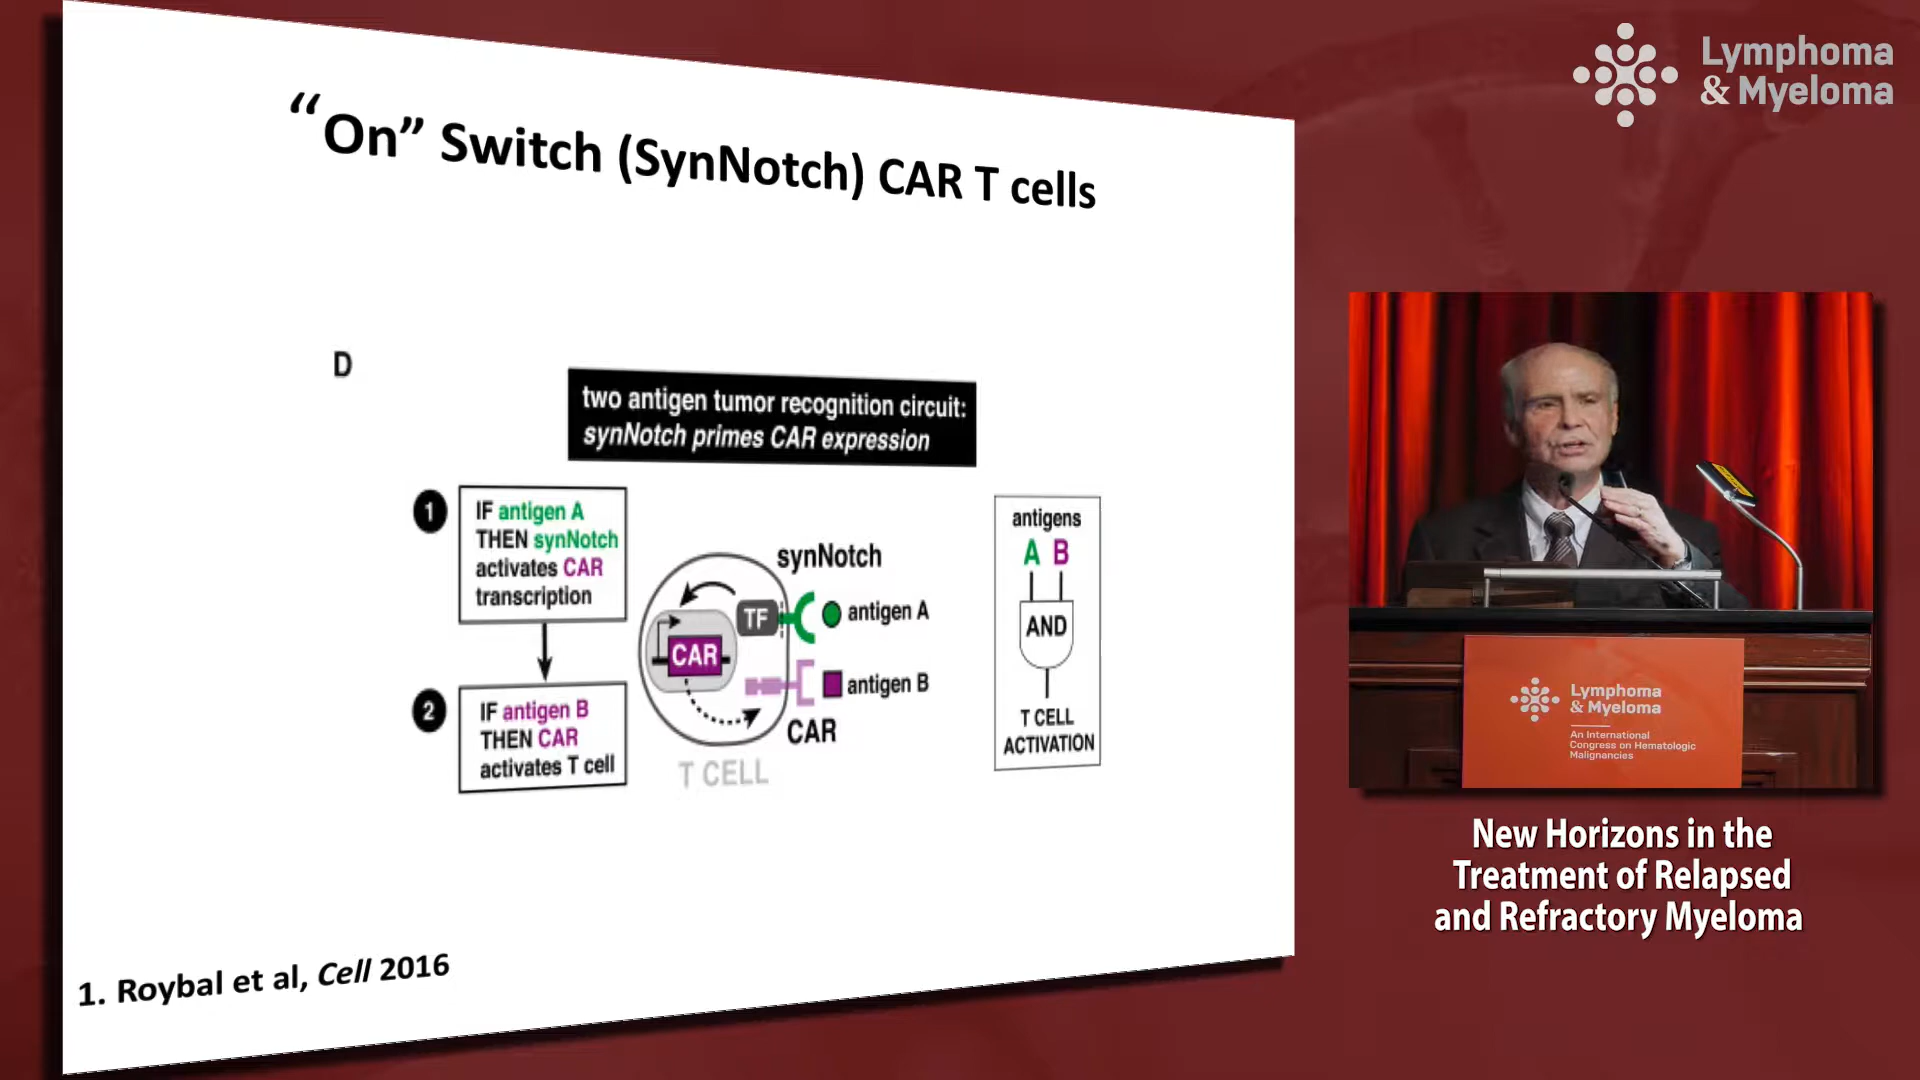 “On” Switch (SynNotch) CAR T cells
D
two antigen tumor recognition circuit:
synNotch primes CAR expression
1
IF antigen A
THEN synNotch
activates CAR
transcription
2
IF antigen B
THEN CAR
activates T cell
synNotch
TF
antigen A
CAR
antigen B
CAR
T CELL
antigens
A B
AND
T CELL
ACTIVATION
1. Roybal et al, Cell 2016
Lymphoma
& Myeloma
Lymphoma
& Myeloma
An International
Congress on Hematologic
Malignancies
New Horizons in the
Treatment of Relapsed
and Refractory Myeloma